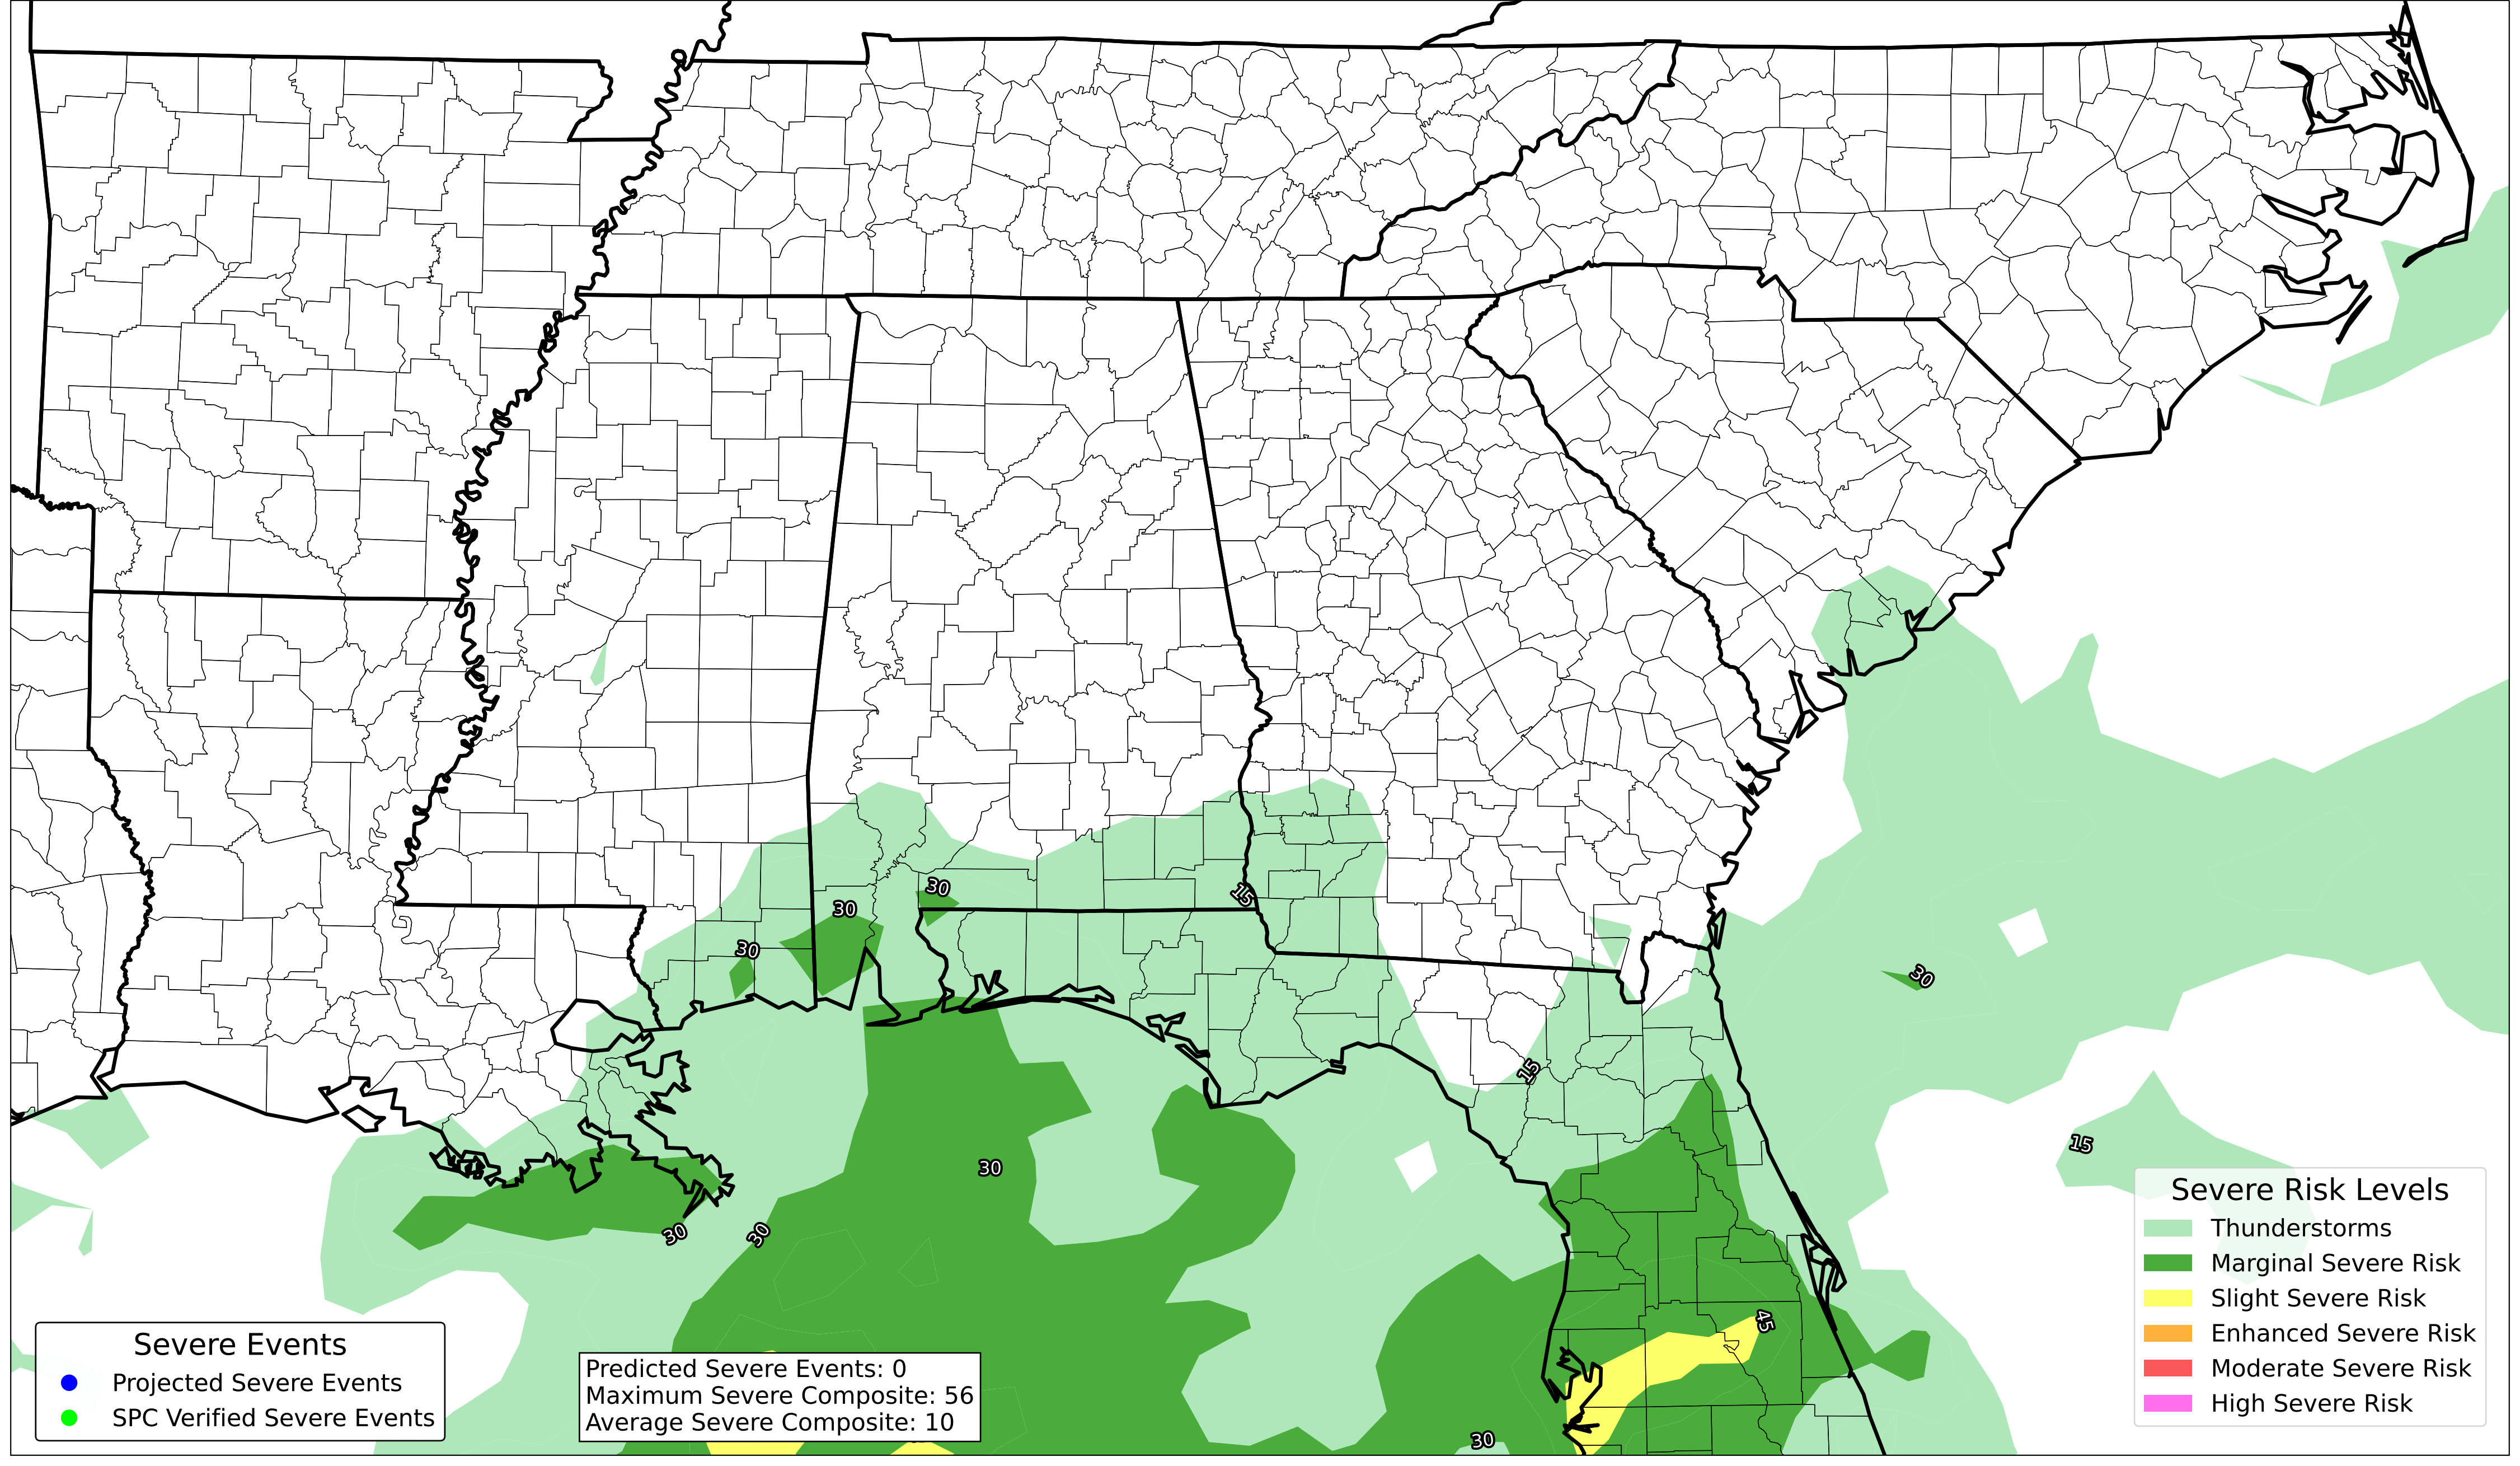 30
30
15
30
30
15
15
30
30
30
45
30
Severe Risk Levels
Thunderstorms
Marginal Severe Risk
Slight Severe Risk
Enhanced Severe Risk
Moderate Severe Risk
High Severe Risk
Severe Events
Projected Severe Events
SPC Verified Severe Events
Predicted Severe Events: 0
Maximum Severe Composite: 56
Average Severe Composite: 10